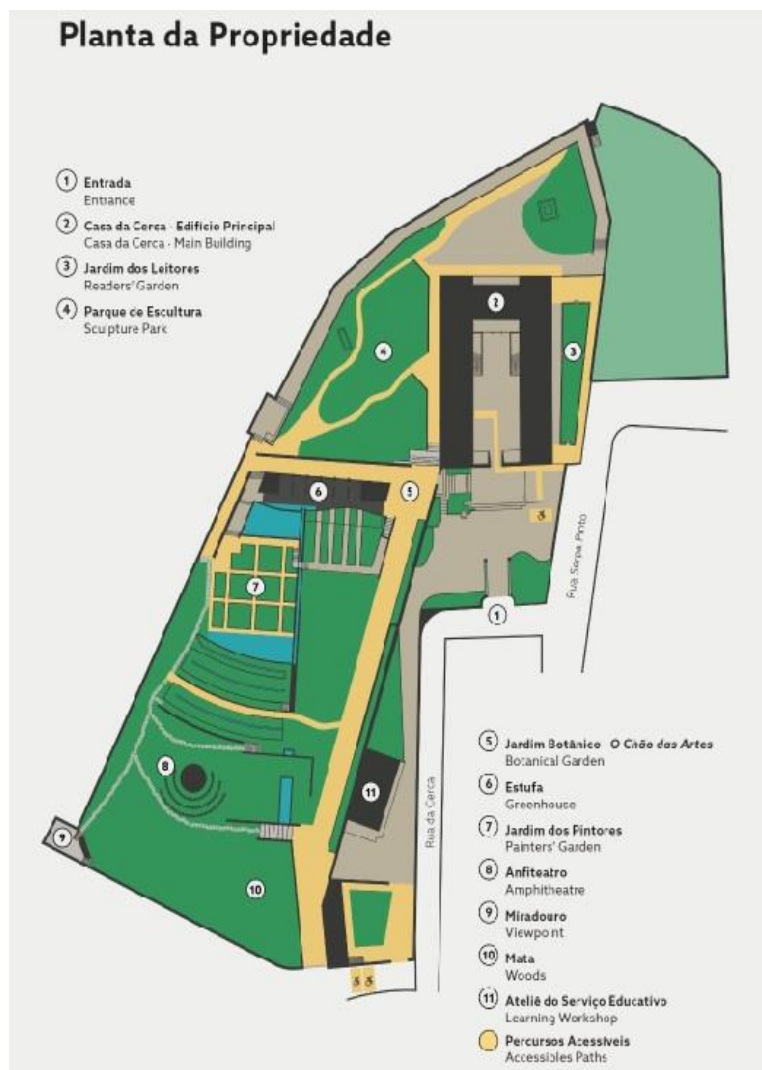 Planta da Propriedade
1 Entrada
Entrance
2 Casa da Cerca - Edifício Principal
Casa da Cerca - Main Building
3 Jardim dos Leitores
Readers' Garden
4 Parque de Escultura
Sculpture Park
2
4
3
6
5
7
Rua Serpa Pinto
1
8
11
Rua da Cerca
9
10
5 Jardim Botânico - O Chão das Artes
Botanical Garden
6 Estufa
Greenhouse
7 Jardim dos Pintores
Painters' Garden
8 Anfiteatro
Amphitheatre
9 Miradouro
Viewpoint
10 Mata
Woods
11 Ateliê do Serviço Educativo
Learning Workshop
Percursos Acessíveis
Accessibles Paths